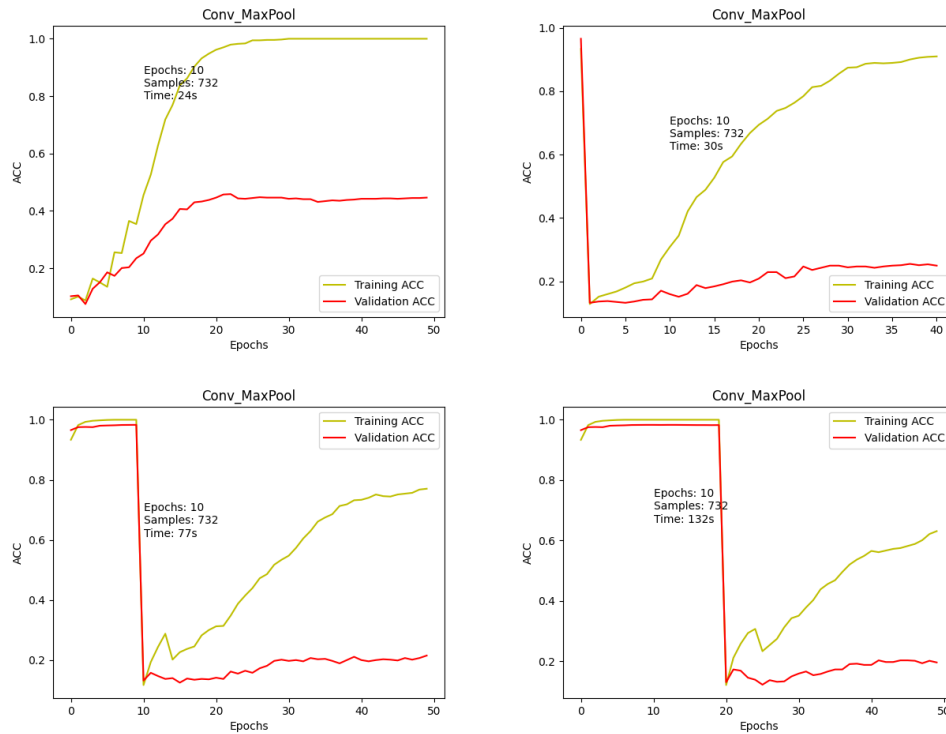 Conv_MaxPool
1.0
0.8
0.6
0.4
0.2
ACC
Epochs: 10
Samples: 732
Time: 24s
Training ACC
Validation ACC
0 10 20 30 40 50
Epochs
Conv_MaxPool
1.0
0.8
0.6
0.4
0.2
ACC
Epochs: 10
Samples: 732
Time: 30s
Training ACC
Validation ACC
0 5 10 15 20 25 30 35 40
Epochs
Conv_MaxPool
1.0
0.8
0.6
0.4
0.2
ACC
Training ACC
Validation ACC
Epochs: 10
Samples: 732
Time: 77s
0 10 20 30 40 50
Epochs
Conv_MaxPool
1.0
0.8
0.6
0.4
0.2
ACC
Training ACC
Validation ACC
Epochs: 10
Samples: 732
Time: 132s
0 10 20 30 40 50
Epochs